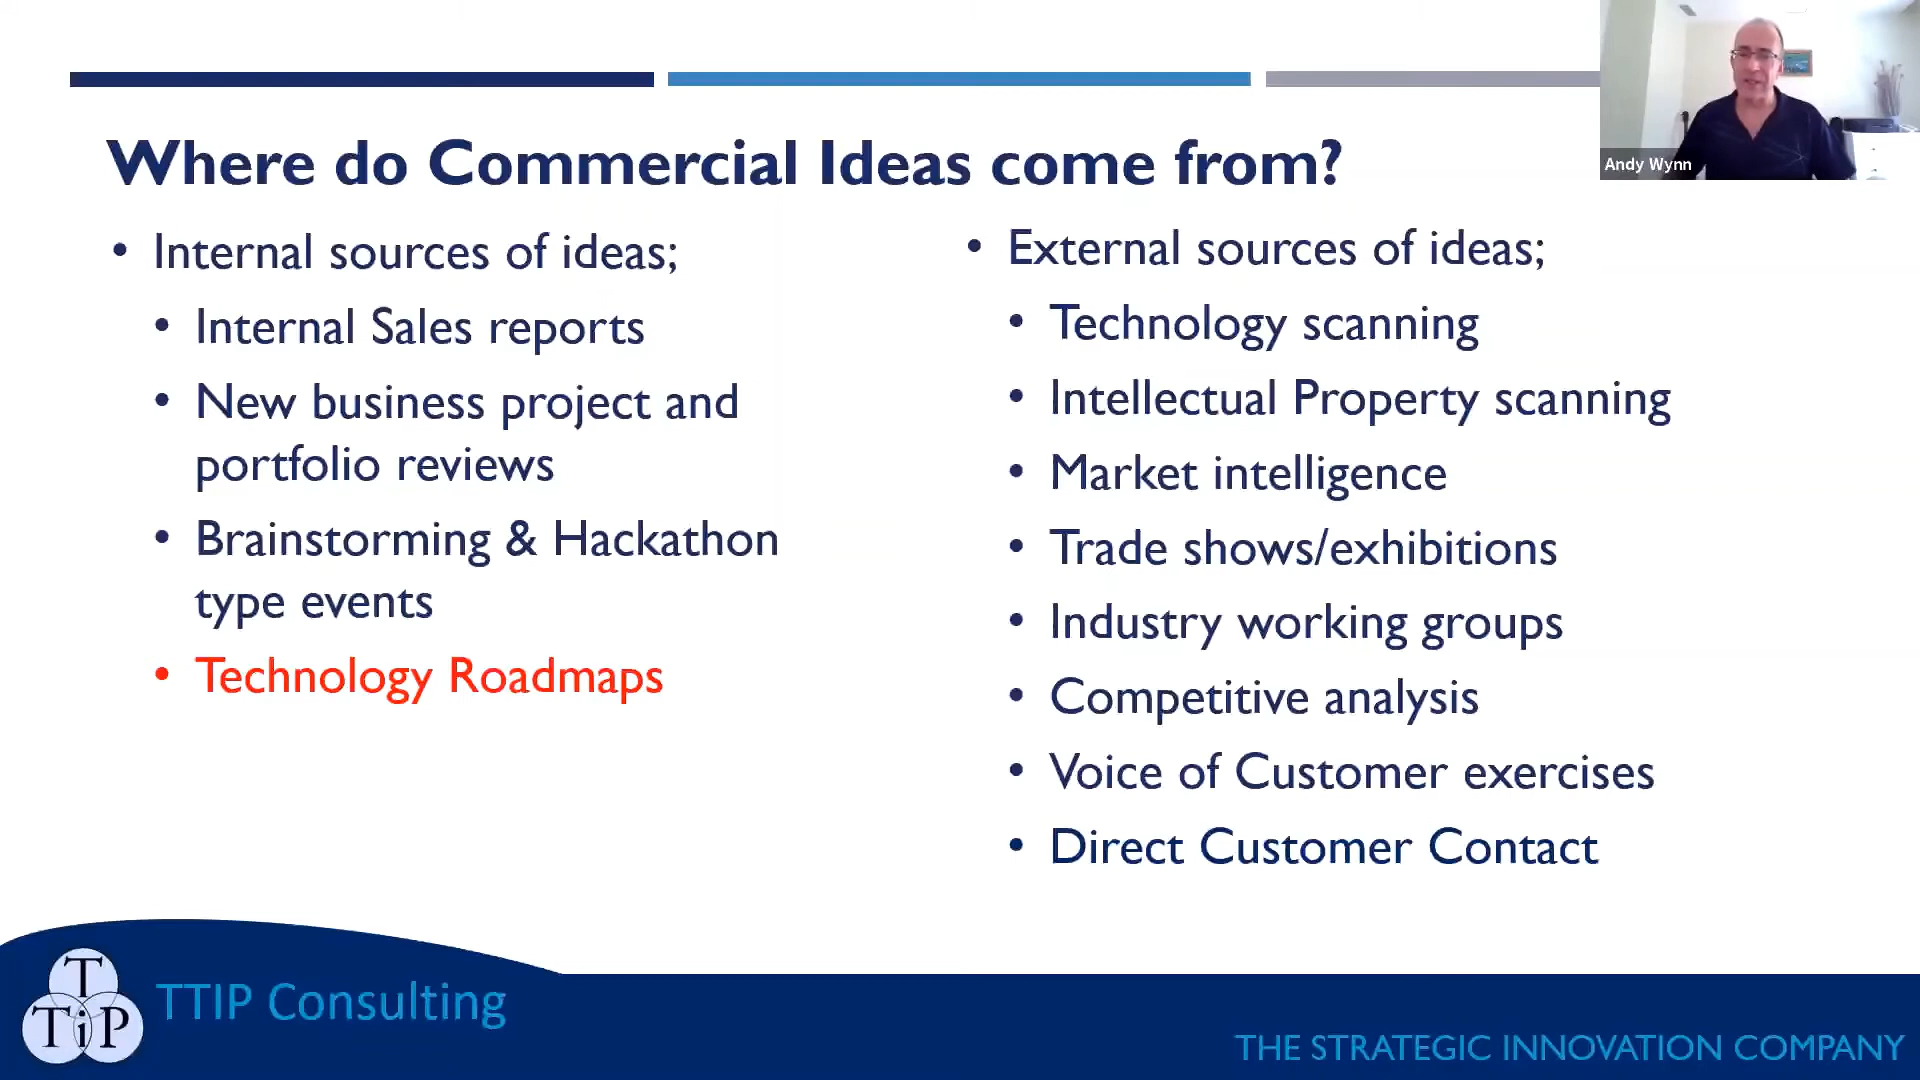 Where do Commercial Ideas come from?
Andy Wynn
• Internal sources of ideas;
• Internal Sales reports
• New business project and
portfolio reviews
• Brainstorming & Hackathon
type events
• Technology Roadmaps
• External sources of ideas;
• Technology scanning
• Intellectual Property scanning
• Market intelligence
• Trade shows/exhibitions
• Industry working groups
• Competitive analysis
• Voice of Customer exercises
• Direct Customer Contact
T
TiP
TTIP Consulting
THE STRATEGIC INNOVATION COMPANY